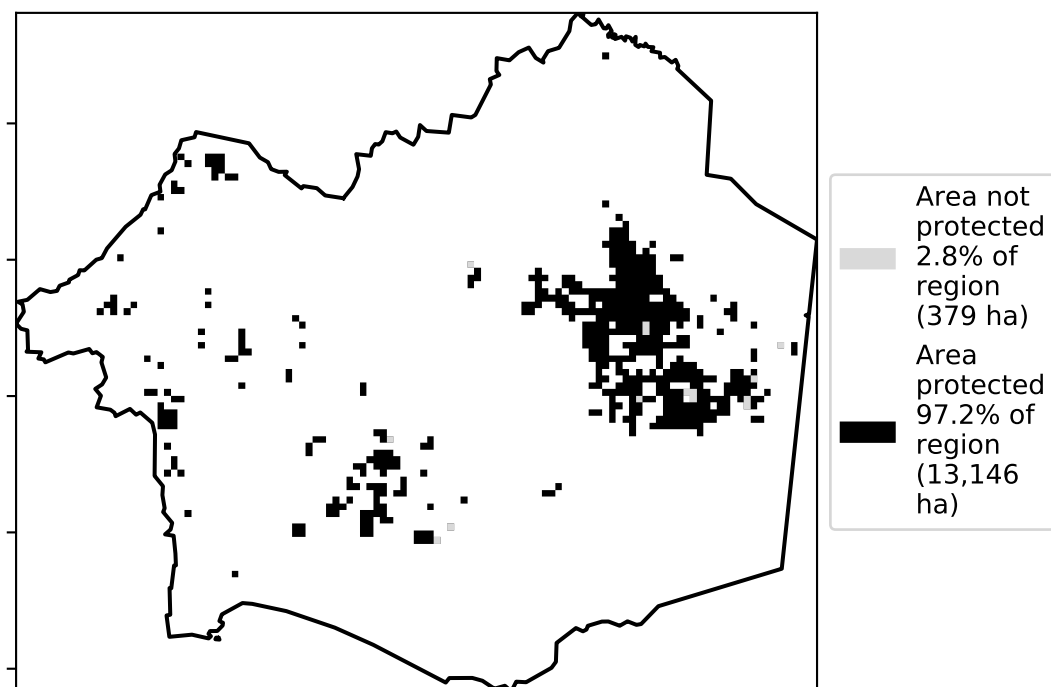 Area not
protected
2.8% of
region
(379 ha)
Area
protected
97.2% of
region
(13,146
ha)